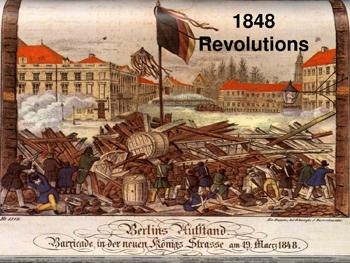 1848
Revolutions
Berlins Aufstand.
Barricade in der neuen Königs Strasse am 19. Maerz 1848.